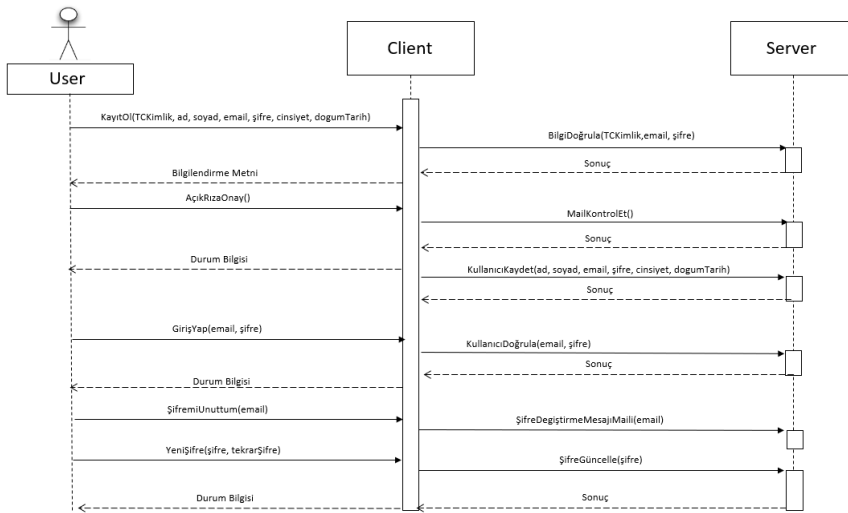 User
Client
Server
KayıtOl(TCKimlik, ad, soyad, email, şifre, cinsiyet, dogumTarih)
BilgiDoğrula(TCKimlik,email, şifre)
Sonuç
Bilgilendirme Metni
AçıkRızaOnay()
MailKontrolEt()
Sonuç
Durum Bilgisi
KullanıcıKaydet(ad, soyad, email, şifre, cinsiyet, dogumTarih)
Sonuç
GirişYap(email, şifre)
KullanıcıDoğrula(email, şifre)
Sonuç
Durum Bilgisi
ŞifremiUnuttum(email)
ŞifreDegiştirmeMesajıMaili(email)
YeniŞifre(şifre, tekrarŞifre)
ŞifreGüncelle(şifre)
Durum Bilgisi
Sonuç